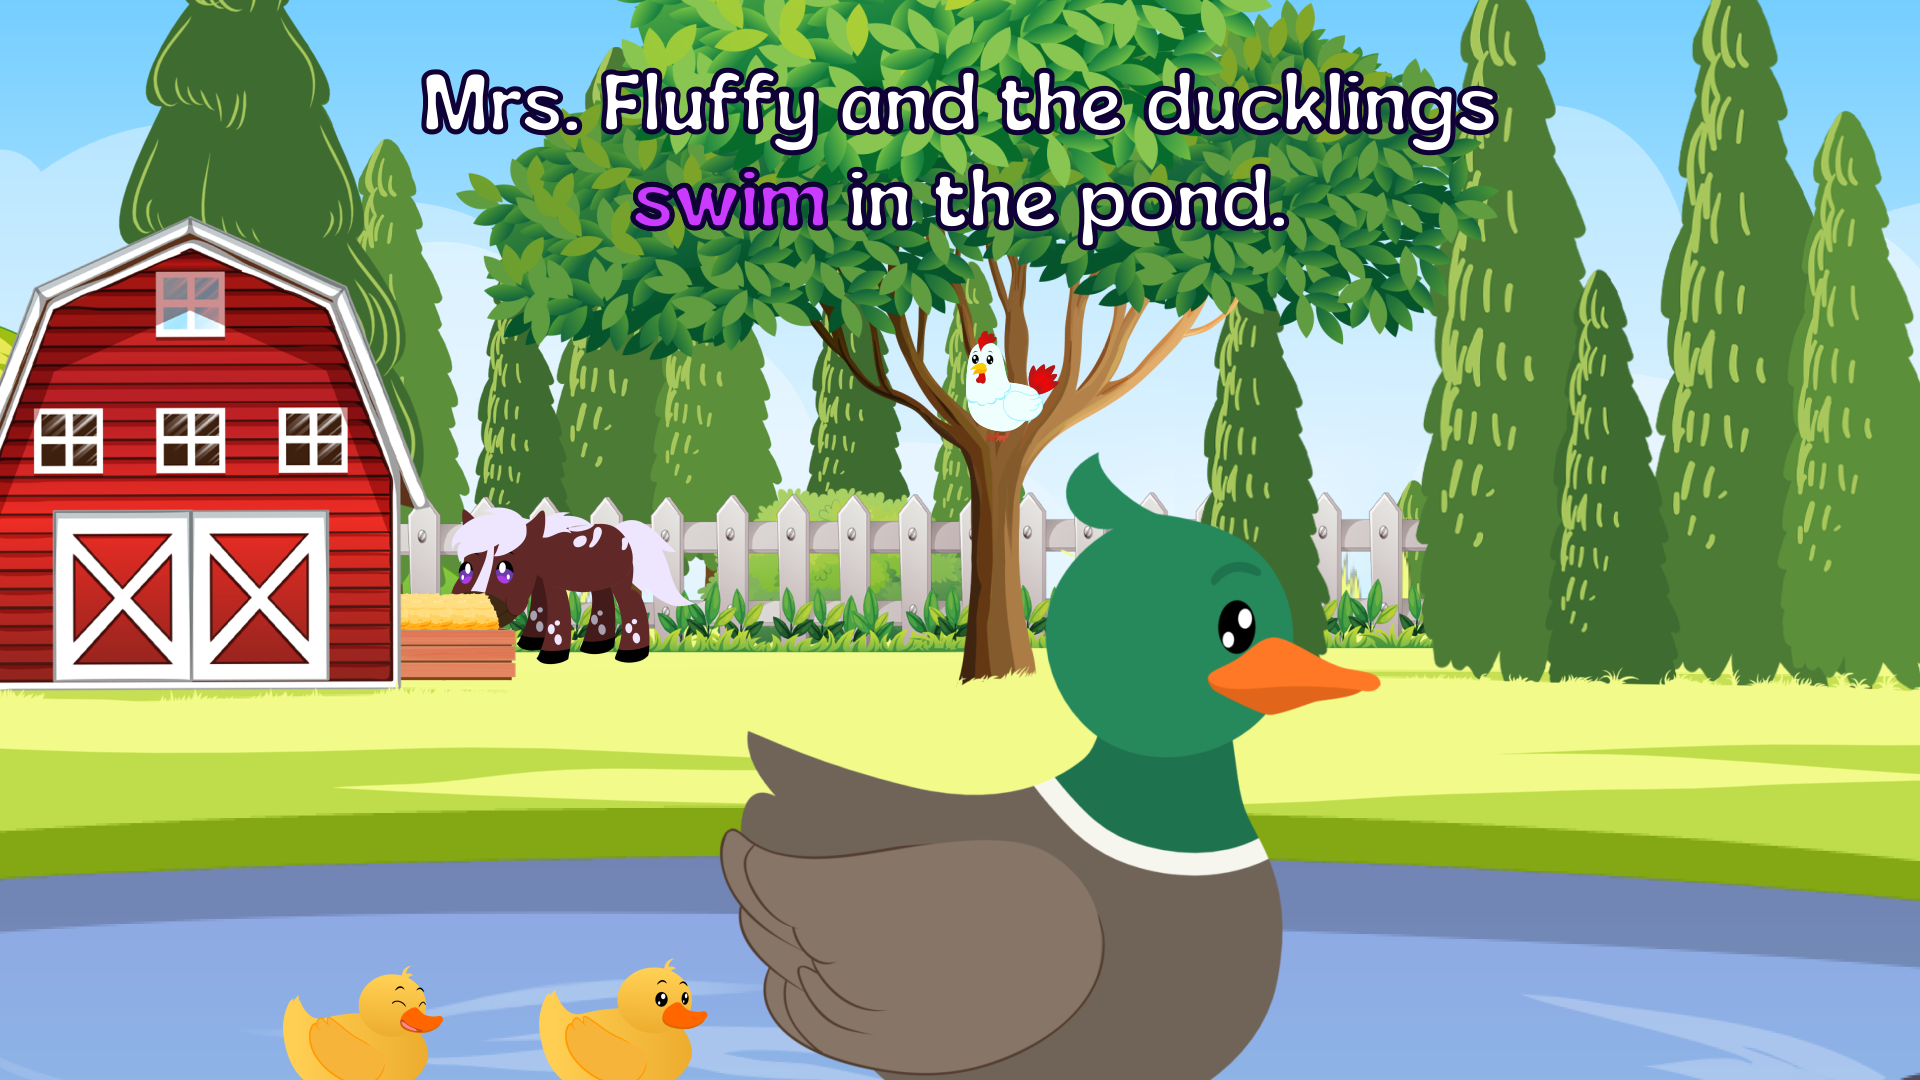 Mrs. Fluffy and the ducklings
swim in the pond.